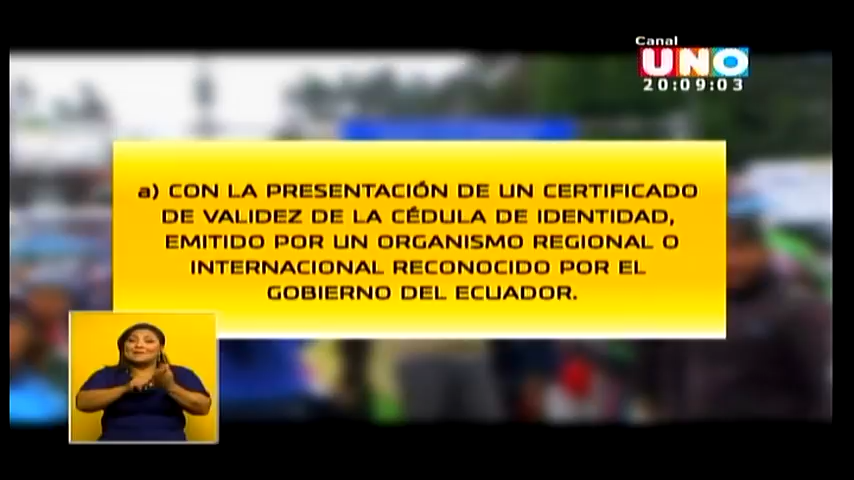 Canal
UNO
20:09:03
a) CON LA PRESENTACIÓN DE UN CERTIFICADO
DE VALIDEZ DE LA CÉDULA DE IDENTIDAD,
EMITIDO POR UN ORGANISMO REGIONAL O
INTERNACIONAL RECONOCIDO POR EL
GOBIERNO DEL ECUADOR.